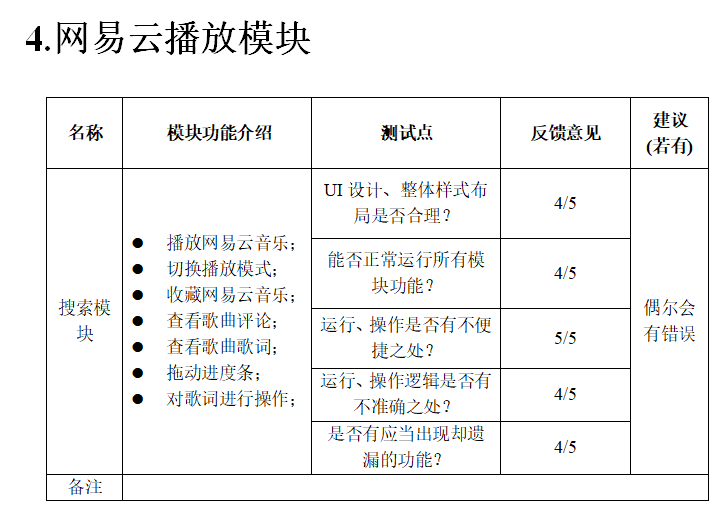 4.网易云播放模块
名称
模块功能介绍
测试点
反馈意见
建议
(若有)
搜索模
块
● 播放网易云音乐；
● 切换播放模式；
● 收藏网易云音乐；
● 查看歌曲评论；
● 查看歌曲歌词；
● 拖动进度条；
● 对歌词进行操作；
UI 设计、整体样式布
局是否合理？
4/5
能否正常运行所有模
块功能？
4/5
运行、操作是否有不便
捷之处？
5/5
运行、操作逻辑是否有
不准确之处？
4/5
是否有应当出现却遗
漏的功能？
4/5
偶尔会
有错误
备注